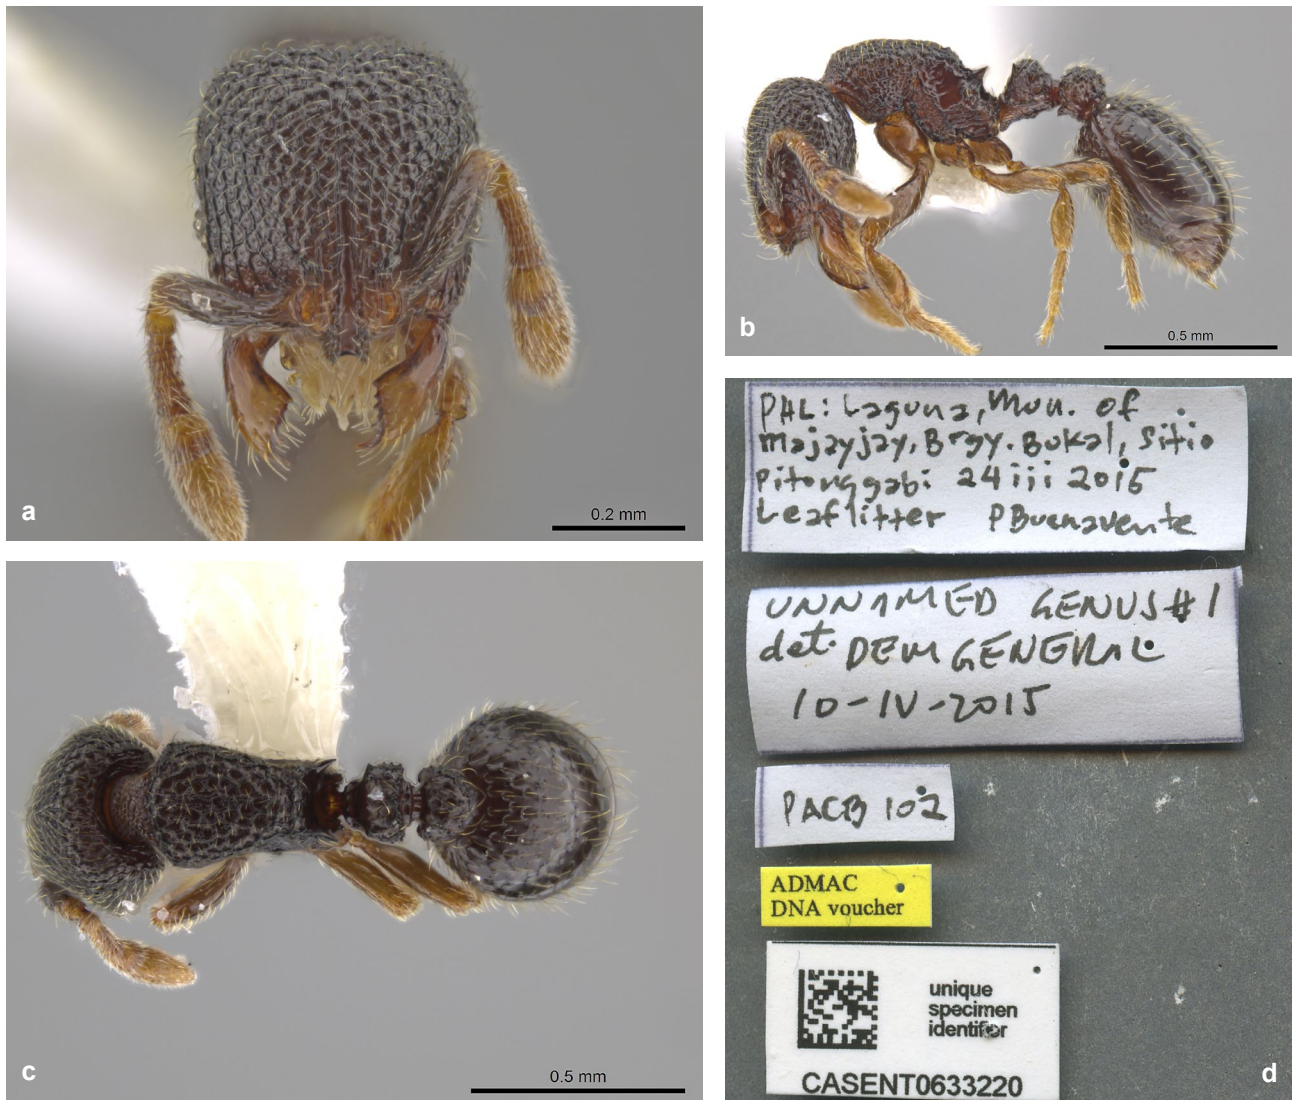 a
0.2 mm
b
0.5 mm
c
0.5 mm
PHL: Laguna, Mun. of
Majayjay, Brgy. Bukal, Sitio
Pitonggabi 24 iii 2015
Leaflitter PBuenavente
UNNAMED GENUS #1
det. DEM GENERAL
10-IV-2015
PACB 102
ADMAC
DNA voucher
unique
specimen
identifier
CASENT0633220
d